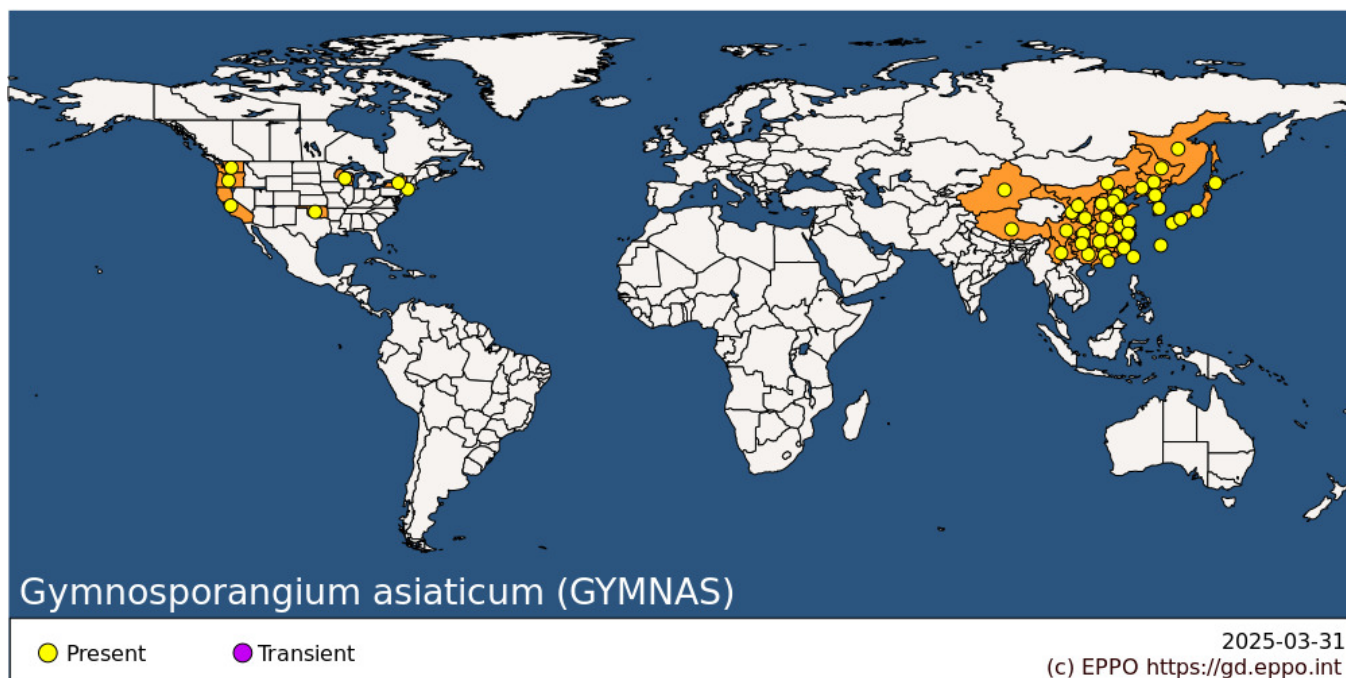 Gymnosporangium asiaticum (GYMNAS)
Present
Transient
2025-03-31
(c) EPPO https://gd.eppo.int